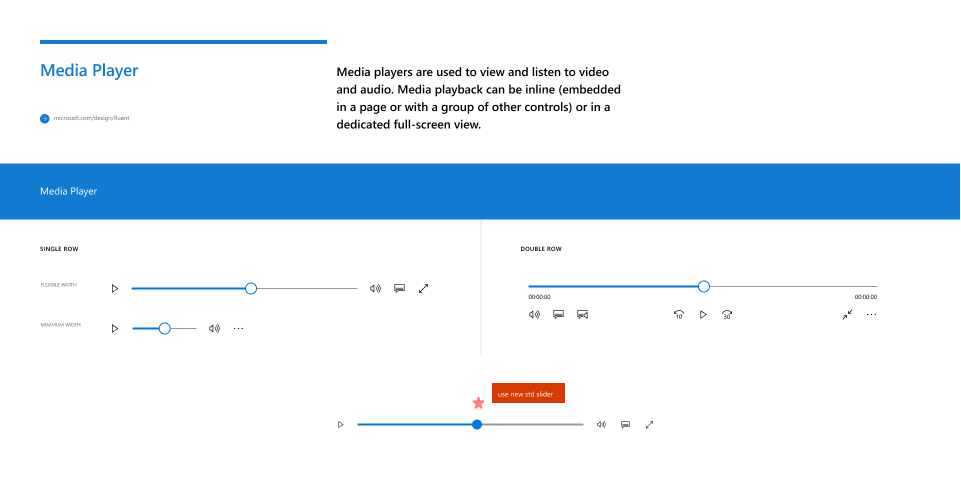 Media Player
microsoft.com/design/fluent
Media players are used to view and listen to video
and audio. Media playback can be inline (embedded
in a page or with a group of other controls) or in a
dedicated full-screen view.
Media Player
SINGLE ROW
FLEXIBLE WIDTH
MINIMUM WIDTH
DOUBLE ROW
00:00:00 00:00:00
10 30
use new std slider